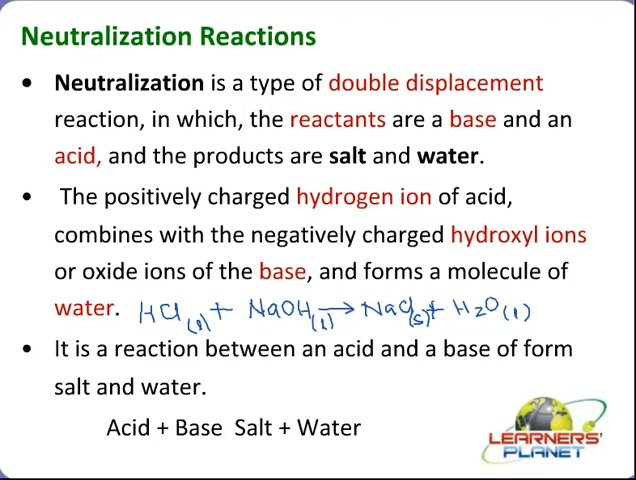 Neutralization Reactions
• Neutralization is a type of double displacement
reaction, in which, the reactants are a base and an
acid, and the products are salt and water.
• The positively charged hydrogen ion of acid,
combines with the negatively charged hydroxyl ions
or oxide ions of the base, and forms a molecule of
water. HCl(l) + NaOH(l) → NaCl(s) + H2O(l)
• It is a reaction between an acid and a base of form
salt and water.
Acid + Base Salt + Water
LEARNERS'
PLANET